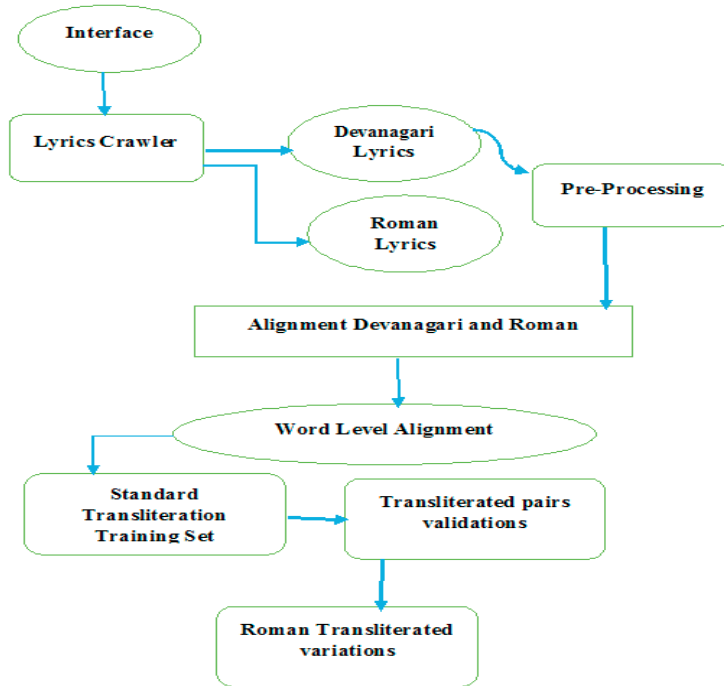 Interface
Lyrics Crawler
Devanagari
Lyrics
Pre-Processing
Roman
Lyrics
Alignment Devanagari and Roman
Word Level Alignment
Standard
Transliteration
Training Set
Transliterated pairs
validations
Roman Transliterated
variations